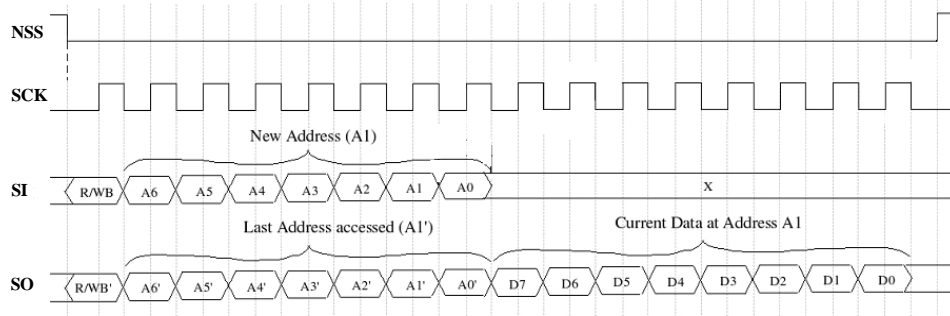 NSS
SCK
New Address (A1)
SI R/WB A6 A5 A4 A3 A2 A1 A0 X
Last Address accessed (A1') Current Data at Address A1
SO R/WB' A6' A5' A4' A3' A2' A1' A0' D7 D6 D5 D4 D3 D2 D1 D0